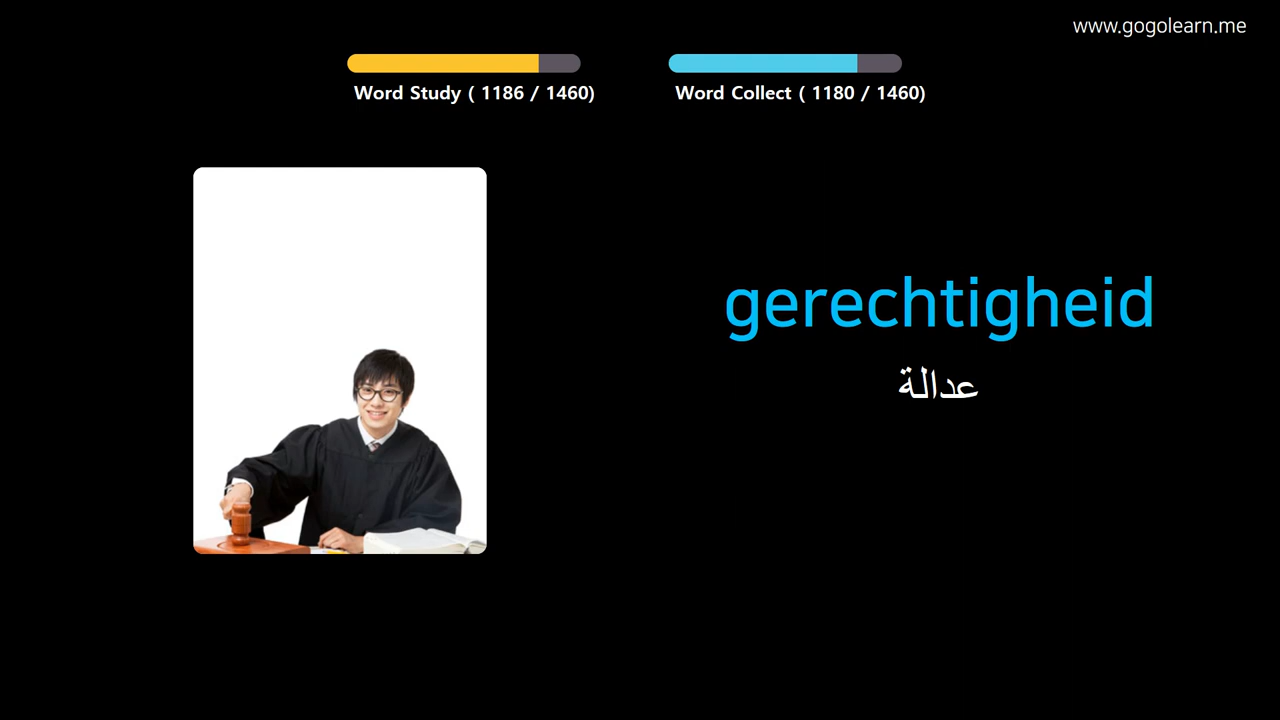 www.gogolearn.me
Word Study ( 1186 / 1460)
Word Collect ( 1180 / 1460)
gerechtigheid
عدالة